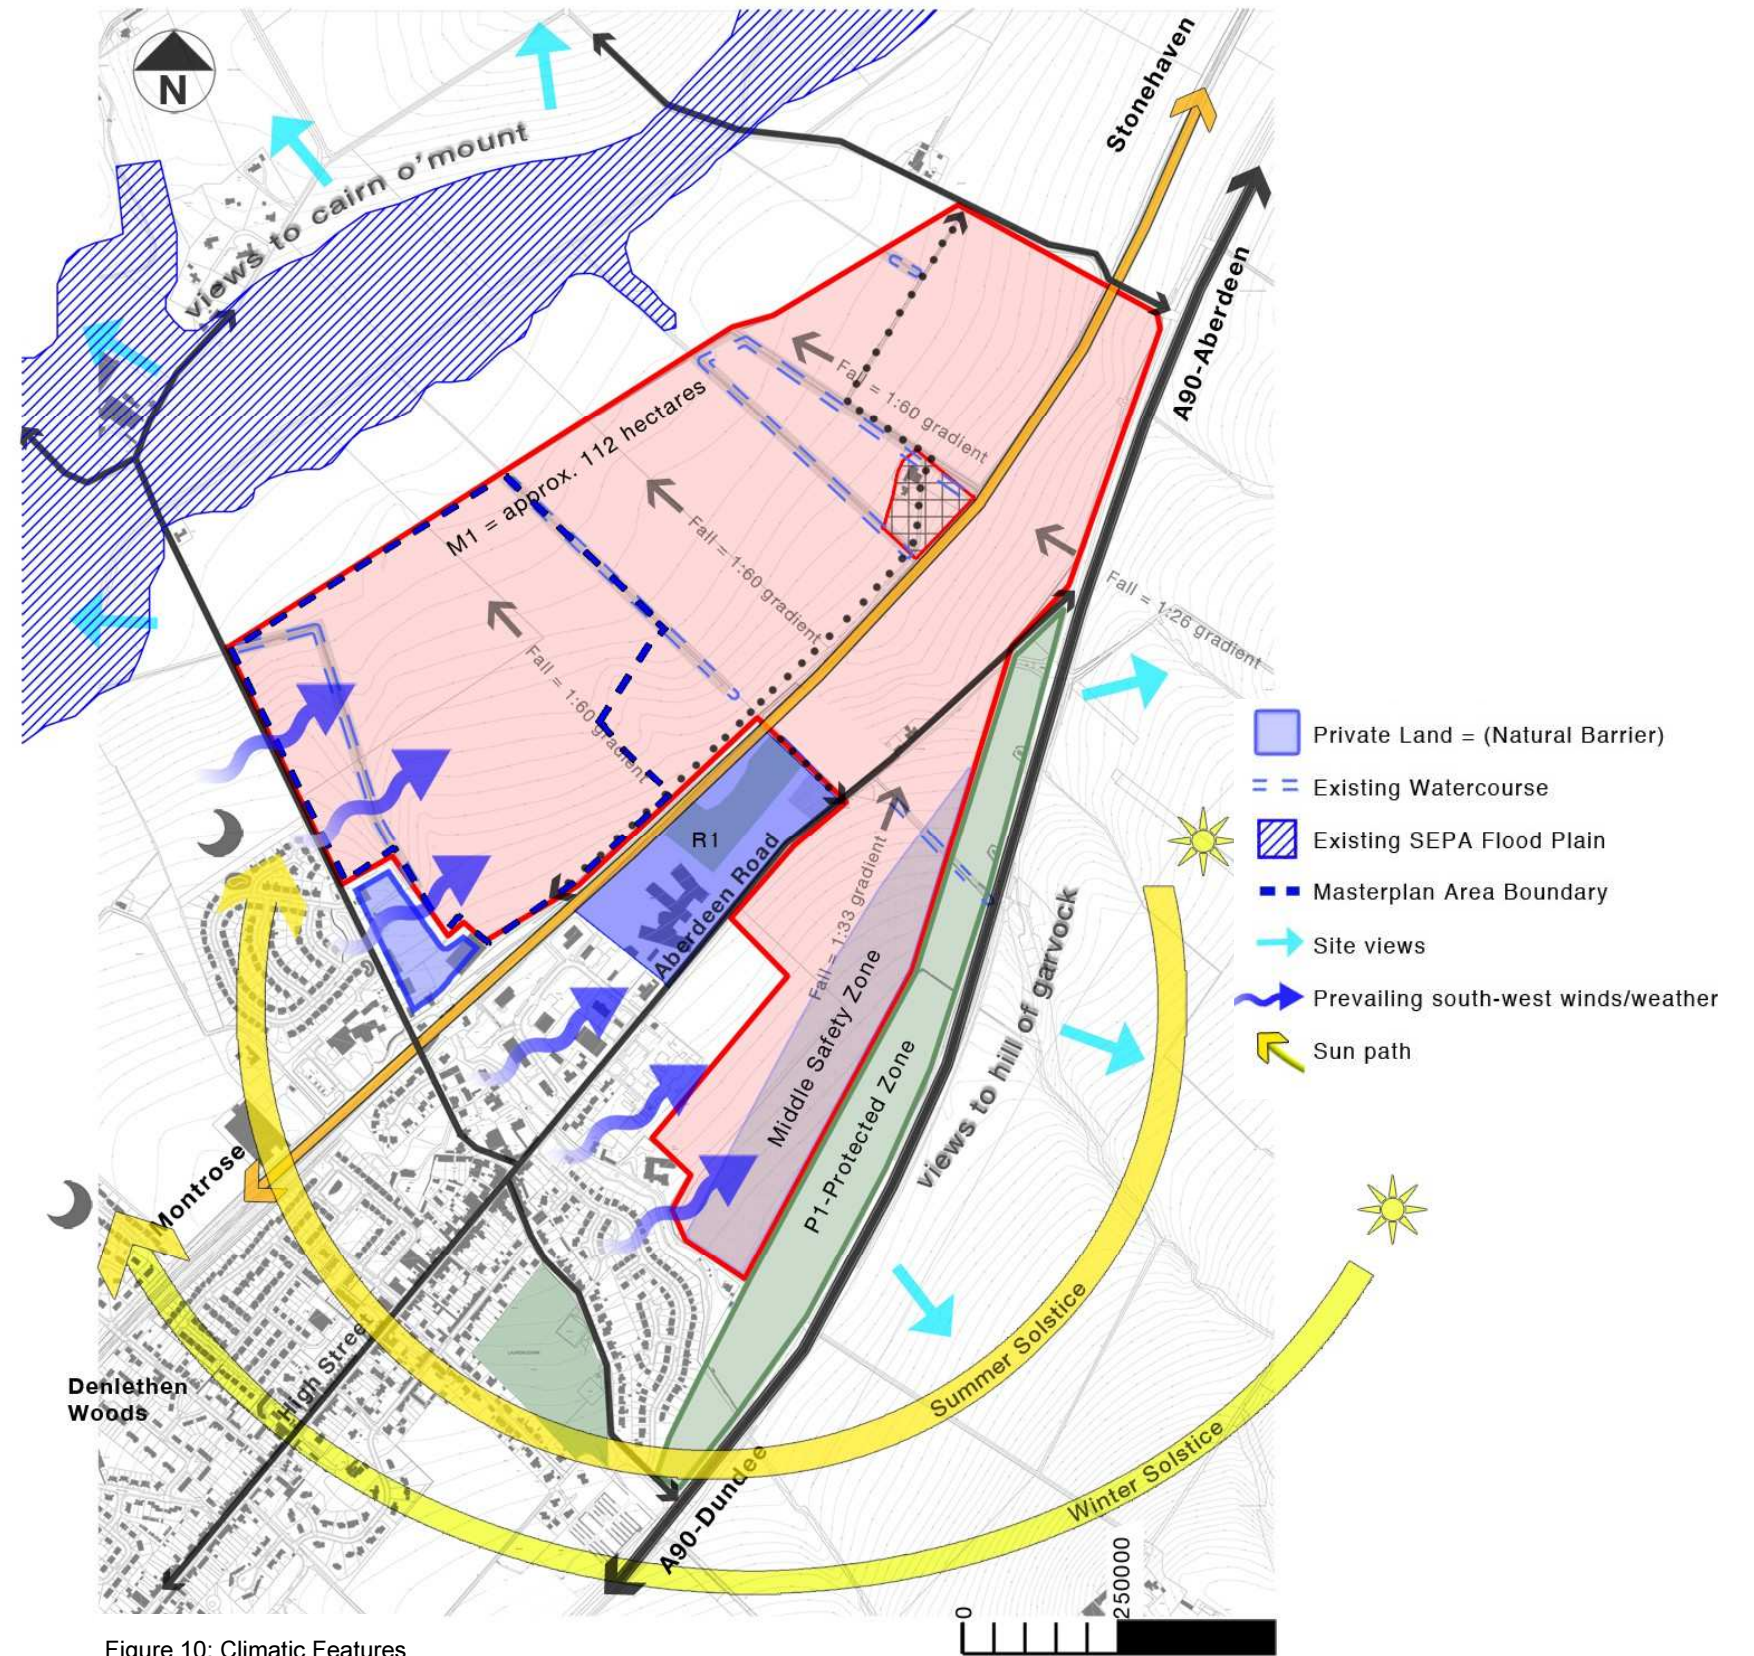 N
Stonehaven
views to cairn o'mount
A90-Aberdeen
Fall = 1:60 gradient
M1 = approx. 112 hectares
Fall = 1:60 gradient
Fall = 1:26 gradient
Fall = 1:60 gradient
Private Land = (Natural Barrier)
Existing Watercourse
Existing SEPA Flood Plain
Masterplan Area Boundary
Site views
Prevailing south-west winds/weather
Sun path
R1
Aberdeen Road
Fall = 1:33 gradient
Middle Safety Zone
P1-Protected Zone
views to hill of garvock
Montrose
High Street
Denlethen
Woods
Summer Solstice
Winter Solstice
A90-Dundee
0
250000
Figure 10: Climatic Features